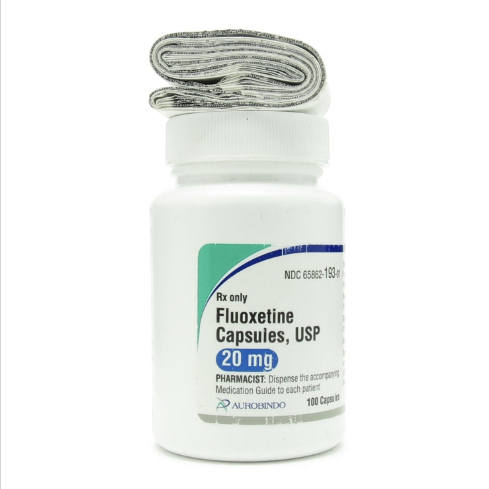 NDC 65862-193-01
Rx only
Fluoxetine
Capsules, USP
20 mg
PHARMACIST: Dispense the accompanying
Medication Guide to each patient
100 Capsules
AUROBINDO